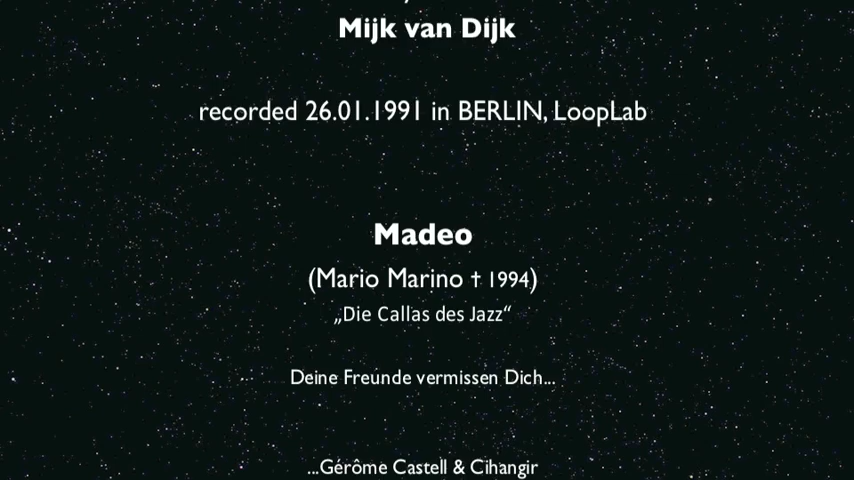 Mijk van Dijk
recorded 26.01.1991 in BERLIN, LoopLab
Madeo
(Mario Marino † 1994)
„Die Callas des Jazz“
Deine Freunde vermissen Dich...
...Gérôme Castell & Cihangir